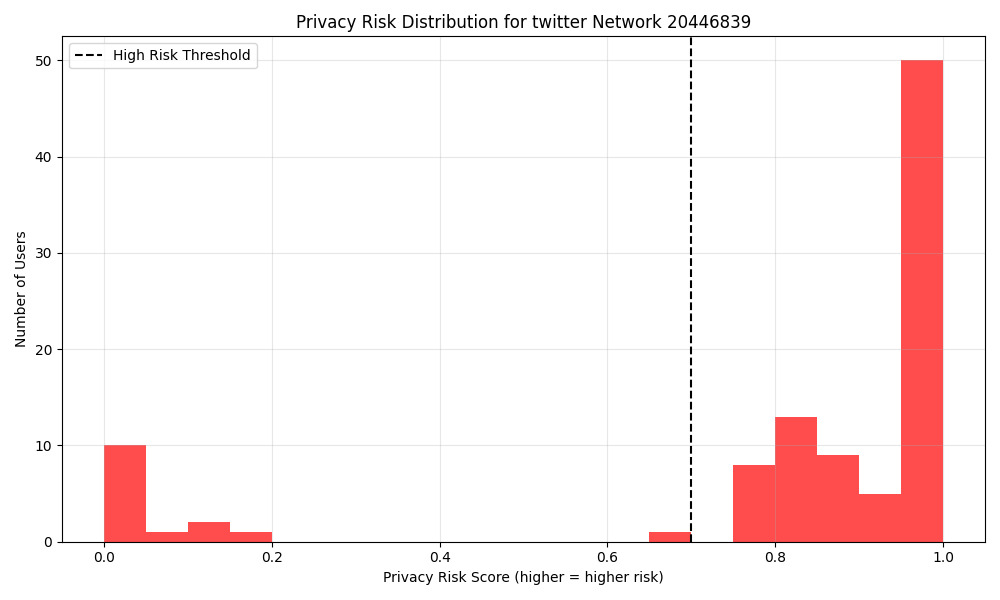 Privacy Risk Distribution for twitter Network 20446839
High Risk Threshold
Number of Users
50
40
30
20
10
0
0.0 0.2 0.4 0.6 0.8 1.0
Privacy Risk Score (higher = higher risk)